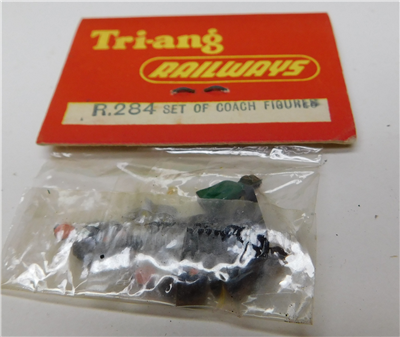 Tri-ang
RAILWAYS
R.284 SET OF COACH FIGURES